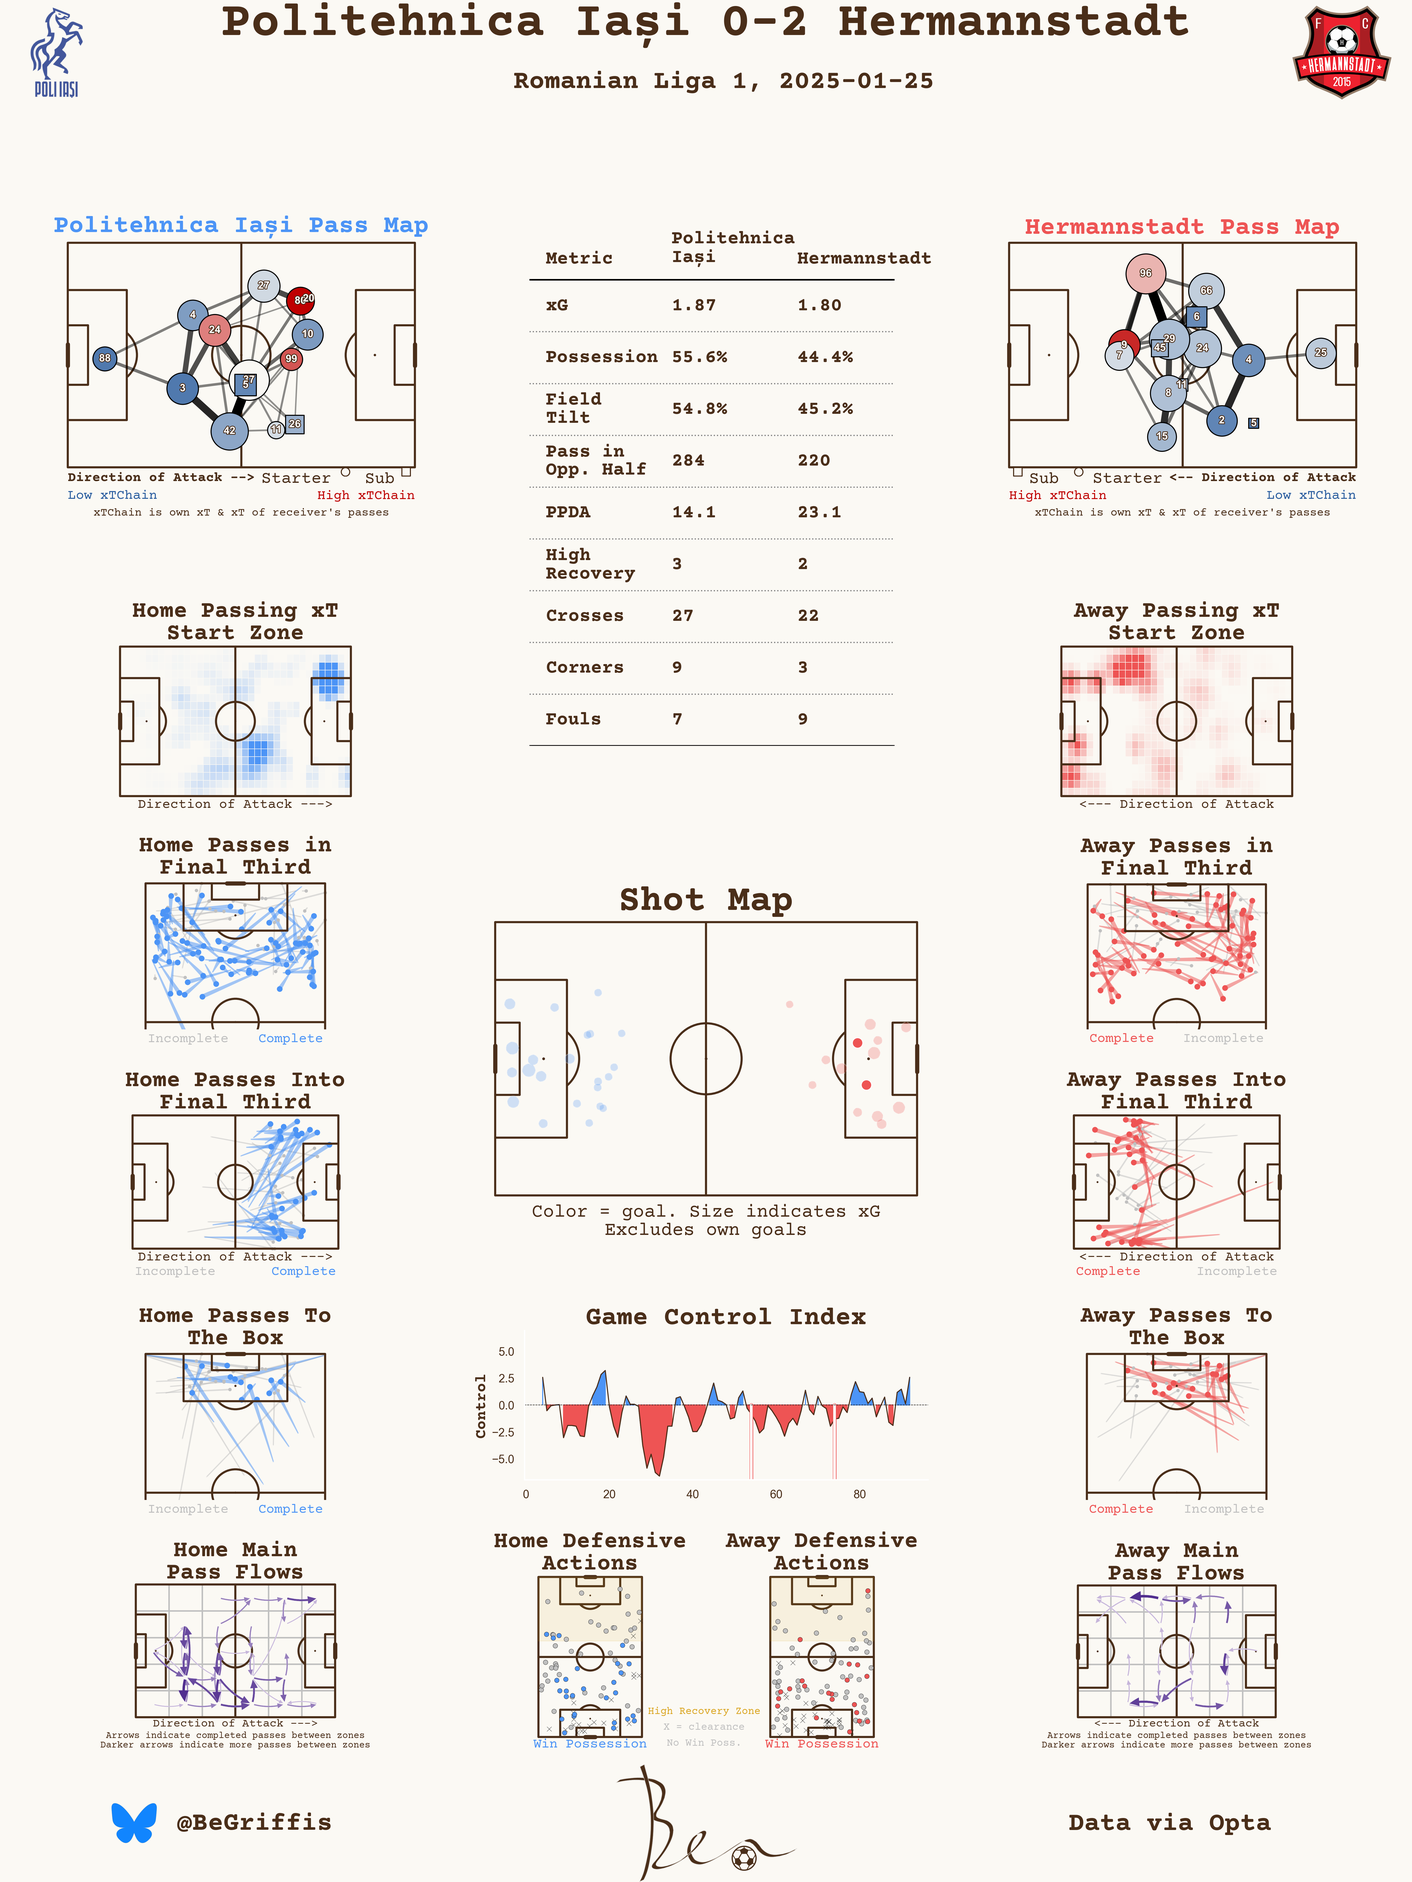 Politehnica Iași 0-2 Hermannstadt
Romanian Liga 1, 2025-01-25
POLI IASI
F C
HERMANNSTADT
2015
Politehnica Iași Pass Map
88
4
3
24
42
27
20
10
99
5
11
26
Direction of Attack --> Starter Sub
Low xTChain High xTChain
xTChain is own xT & xT of receiver's passes
Metric Politehnica Iași Hermannstadt
xG 1.87 1.80
Possession 55.6% 44.4%
Field Tilt 54.8% 45.2%
Pass in Opp. Half 284 220
PPDA 14.1 23.1
High Recovery 3 2
Crosses 27 22
Corners 9 3
Fouls 7 9
Hermannstadt Pass Map
96
66
6
9
7
29
45
24
4
25
11
8
2
5
15
Sub Starter <-- Direction of Attack
High xTChain Low xTChain
xTChain is own xT & xT of receiver's passes
Home Passing xT
Start Zone
Direction of Attack --->
Away Passing xT
Start Zone
<--- Direction of Attack
Home Passes in
Final Third
Incomplete Complete
Away Passes in
Final Third
Complete Incomplete
Shot Map
Color = goal. Size indicates xG
Excludes own goals
Home Passes Into
Final Third
Direction of Attack --->
Incomplete Complete
Away Passes Into
Final Third
<--- Direction of Attack
Complete Incomplete
Home Passes To
The Box
Incomplete Complete
Game Control Index
Control
5.0
2.5
0.0
−2.5
−5.0
0 20 40 60 80
Away Passes To
The Box
Complete Incomplete
Home Main
Pass Flows
Direction of Attack --->
Arrows indicate completed passes between zones
Darker arrows indicate more passes between zones
Home Defensive
Actions
Win Possession
High Recovery Zone
X = clearance
No Win Poss.
Away Defensive
Actions
Win Possession
Away Main
Pass Flows
<--- Direction of Attack
Arrows indicate completed passes between zones
Darker arrows indicate more passes between zones
@BeGriffis
Ben
Data via Opta